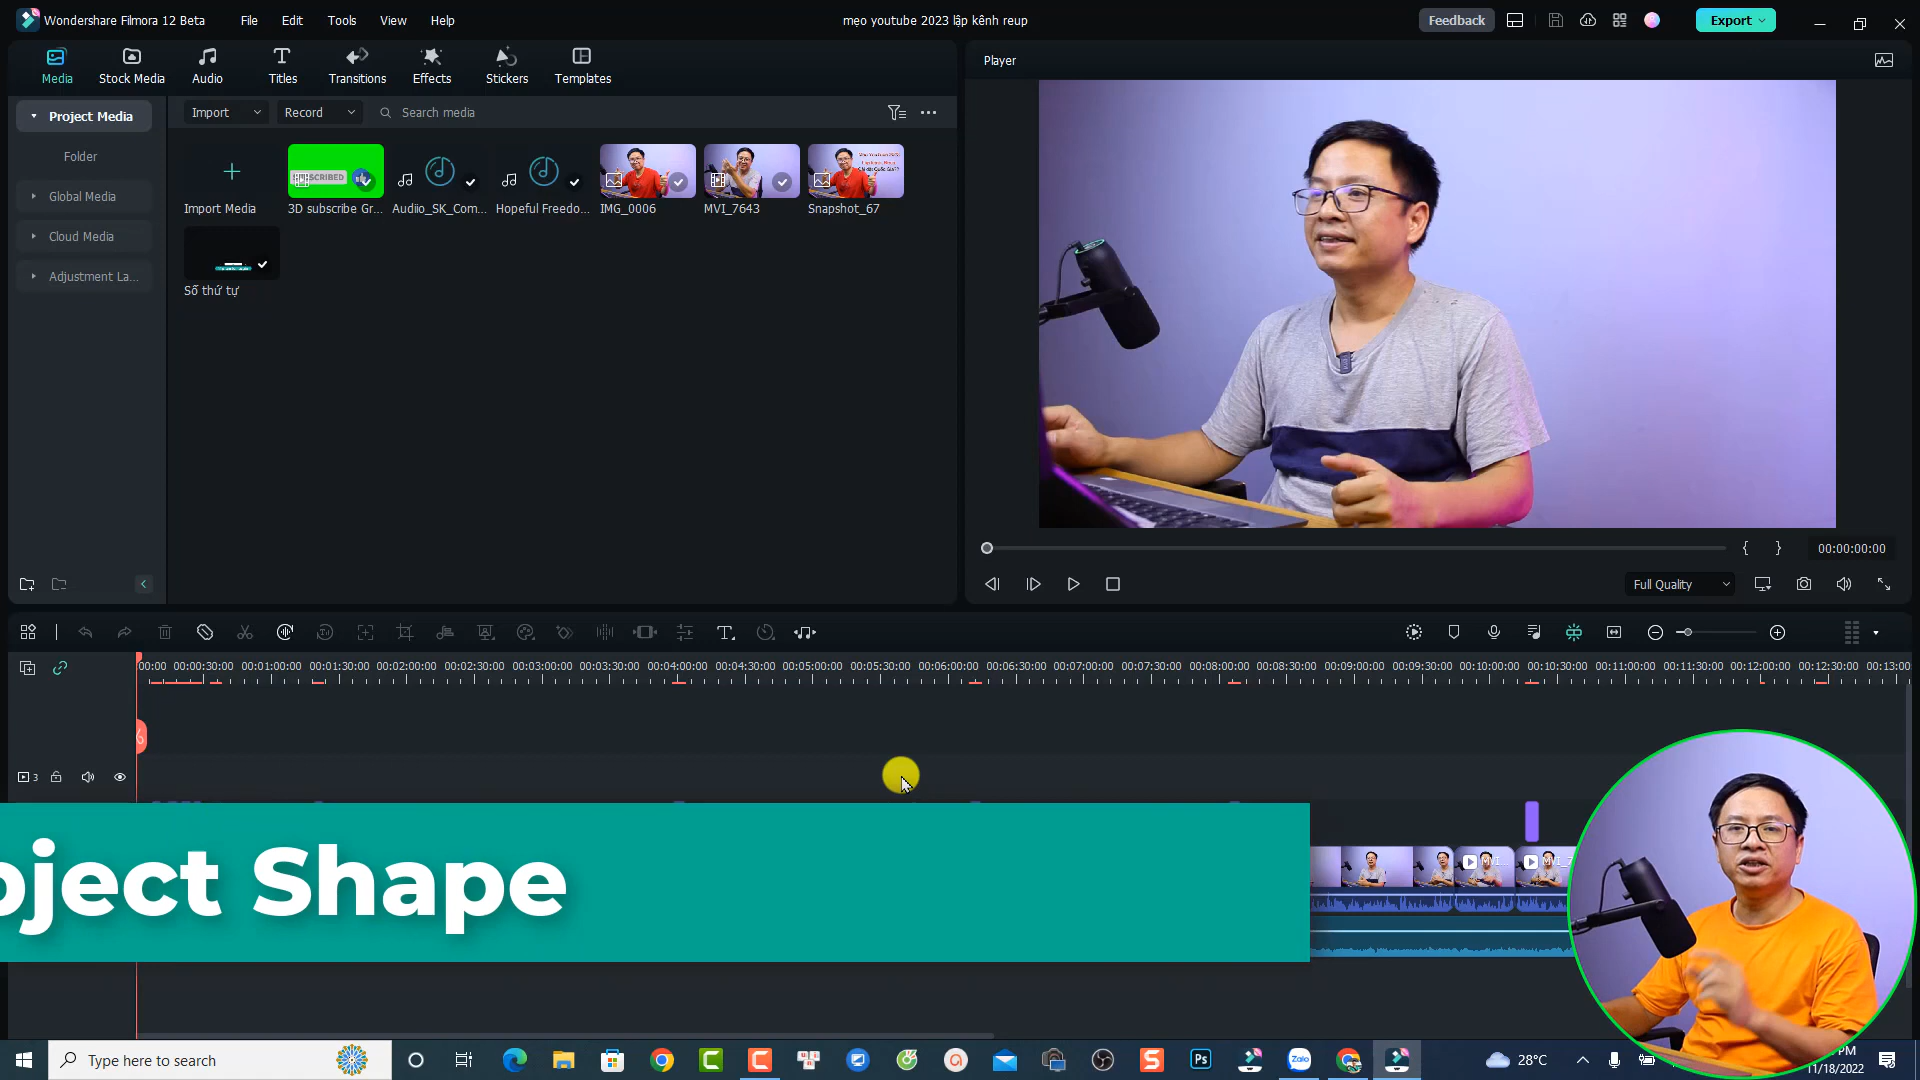 Wondershare Filmora 12 Beta
File Edit Tools View Help
mẹo youtube 2023 lập kênh reup
Feedback
Export
Media
Stock Media
Audio
Titles
Transitions
Effects
Stickers
Templates
Player
Project Media
Folder
Global Media
Cloud Media
Adjustment La...
Import
Record
Search media
Import Media
3D subscribe Gr...
Audiio_SK_Com...
Hopeful Freedo...
IMG_0006
MVI_7643
Snapshot_67
Số thứ tự
00:00:00:00
Full Quality
:00:00 00:00:30:00 00:01:00:00 00:01:30:00 00:02:00:00 00:02:30:00 00:03:00:00 00:03:30:00 00:04:00:00 00:04:30:00 00:05:00:00 00:05:30:00 00:06:00:00 00:06:30:00 00:07:00:00 00:07:30:00 00:08:00:00 00:08:30:00 00:09:00:00 00:09:30:00 00:10:00:00 00:10:30:00 00:11:00:00 00:11:30:00 00:12:00:00 00:12:30:00 00:13:00
3
oject Shape
Type here to search
Ps
Zalo
28°C
PM
11/18/2022